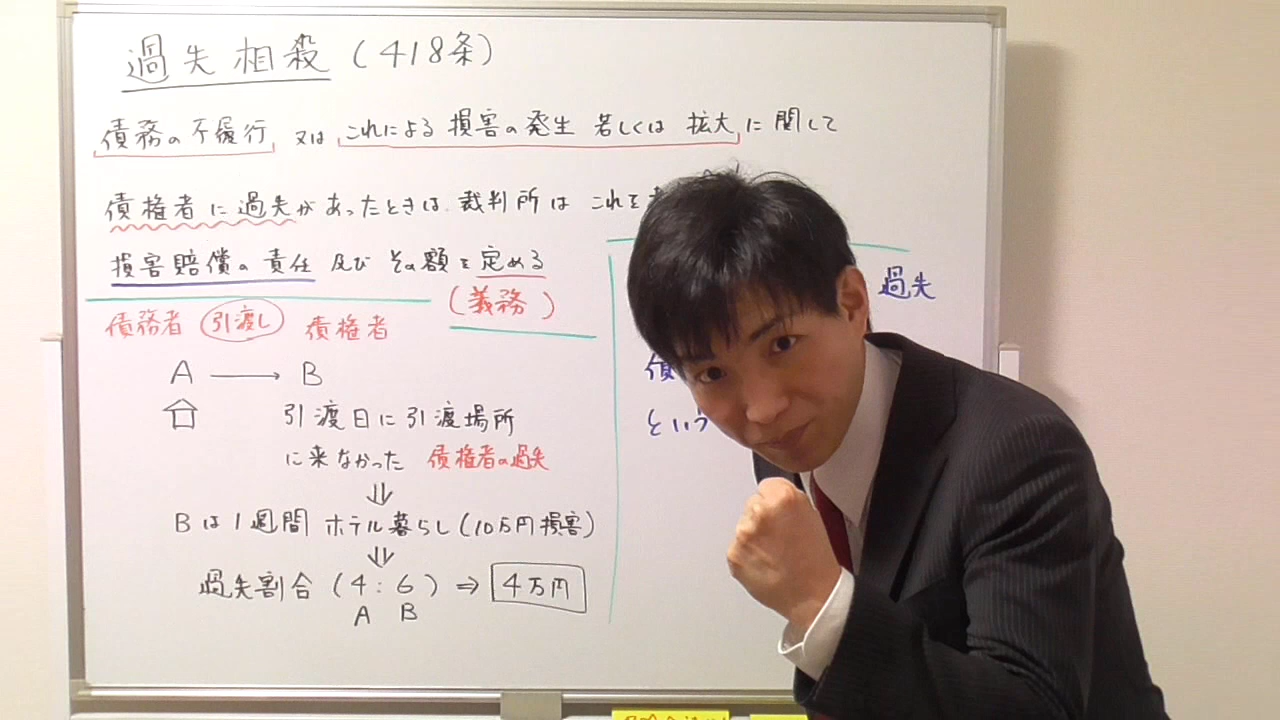 過失相殺(418条)
債務の不履行 又は これによる 損害の発生 若しくは 拡大に関して
債権者に過失があったときは、裁判所は これを
損害賠償の責任 及び その額を定める
(義務)
債務者 引渡し 債権者
A → B
引渡日に引渡場所
に来なかった 債権者の過失
⇓
Bは1週間 ホテル暮らし(10万円損害)
⇓
過失割合(4:6) ⇒ 4万円
A B
過失
債
という